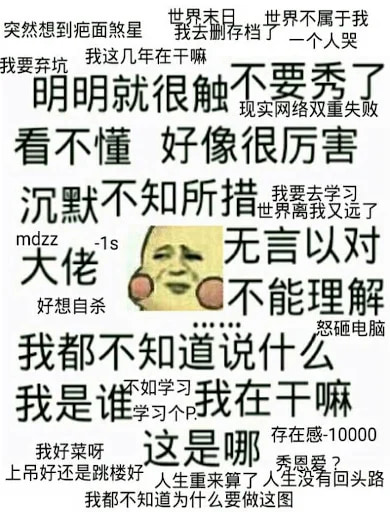 世界末日
世界不属于我
突然想到疤面煞星
我去删存档了
一个人哭
我这几年在干嘛
我要弃坑
不要秀了
明明就很触
现实网络双重失败
看不懂 好像很厉害
沉默不知所措
我要去学习
世界离我又远了
mdzz
-1s
无言以对
大佬
好想自杀
不能理解
……
怒砸电脑
我都不知道说什么
我是谁
不如学习
学习个P.
我在干嘛
这是哪
存在感-10000
我好菜呀
秀恩爱？
上吊好还是跳楼好
人生重来算了
人生没有回头路
我都不知道为什么要做这图